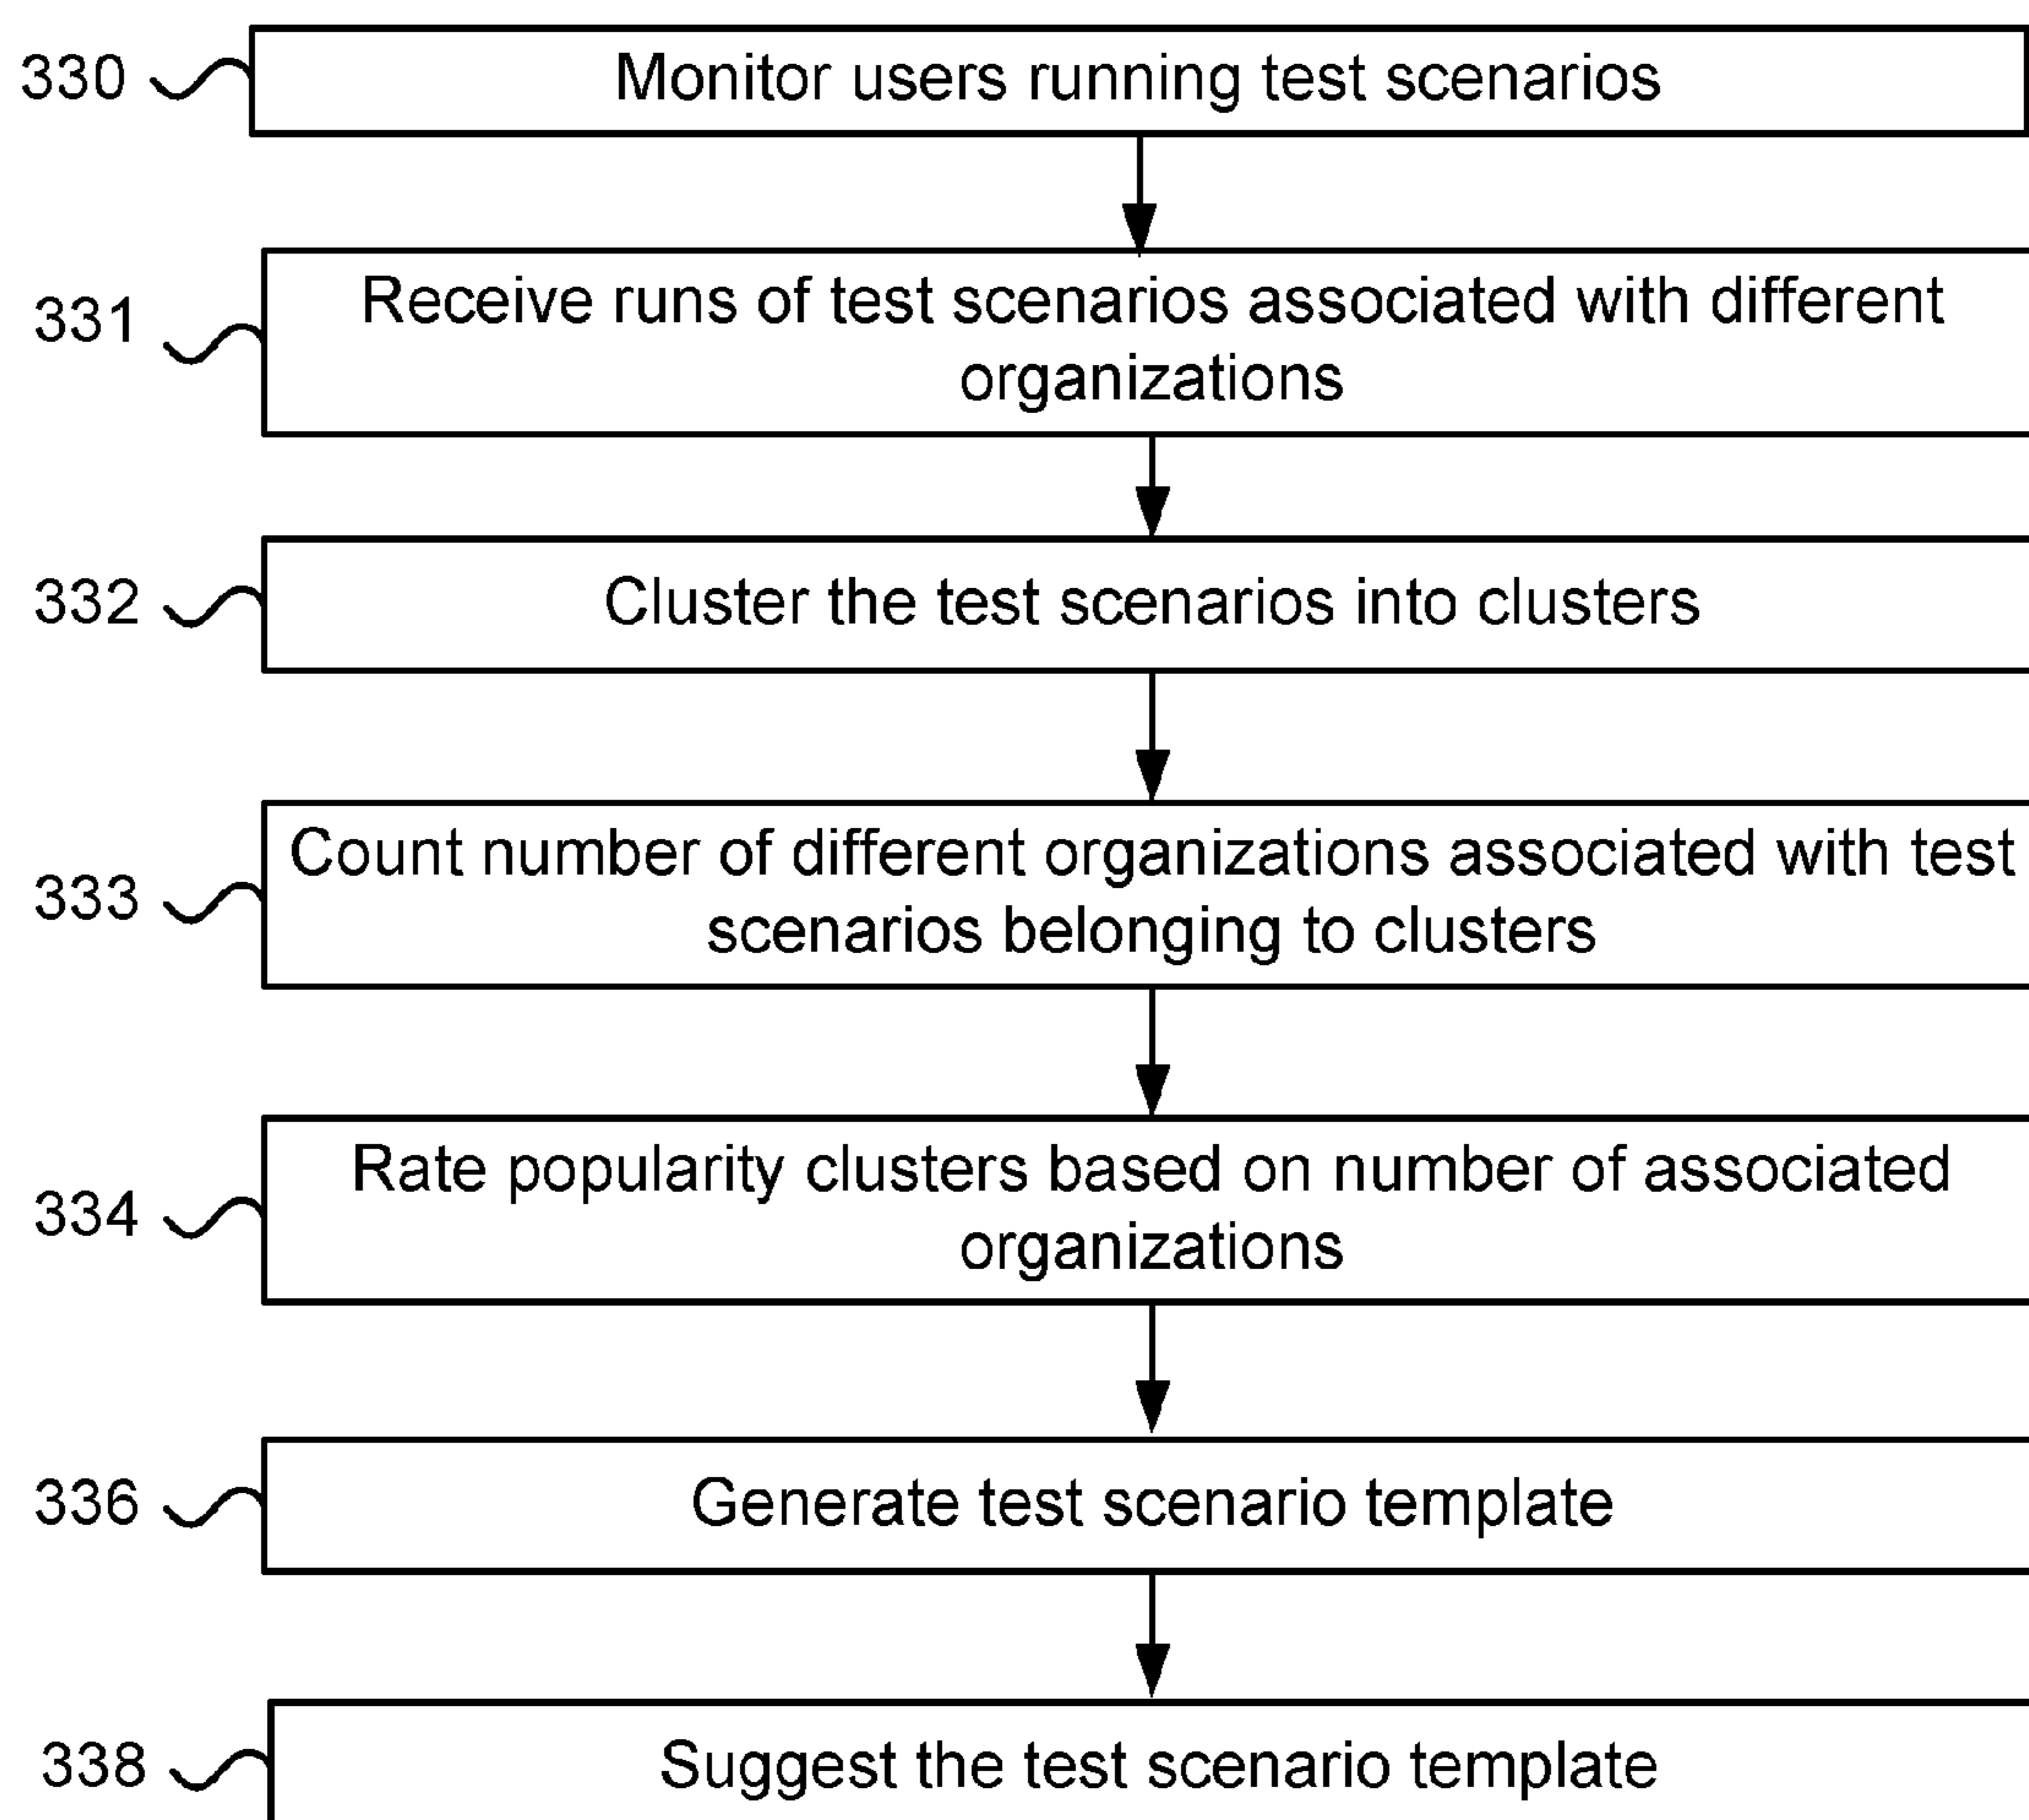 330
Monitor users running test scenarios
331
Receive runs of test scenarios associated with different
organizations
332
Cluster the test scenarios into clusters
333
Count number of different organizations associated with test
scenarios belonging to clusters
334
Rate popularity clusters based on number of associated
organizations
336
Generate test scenario template
338
Suggest the test scenario template